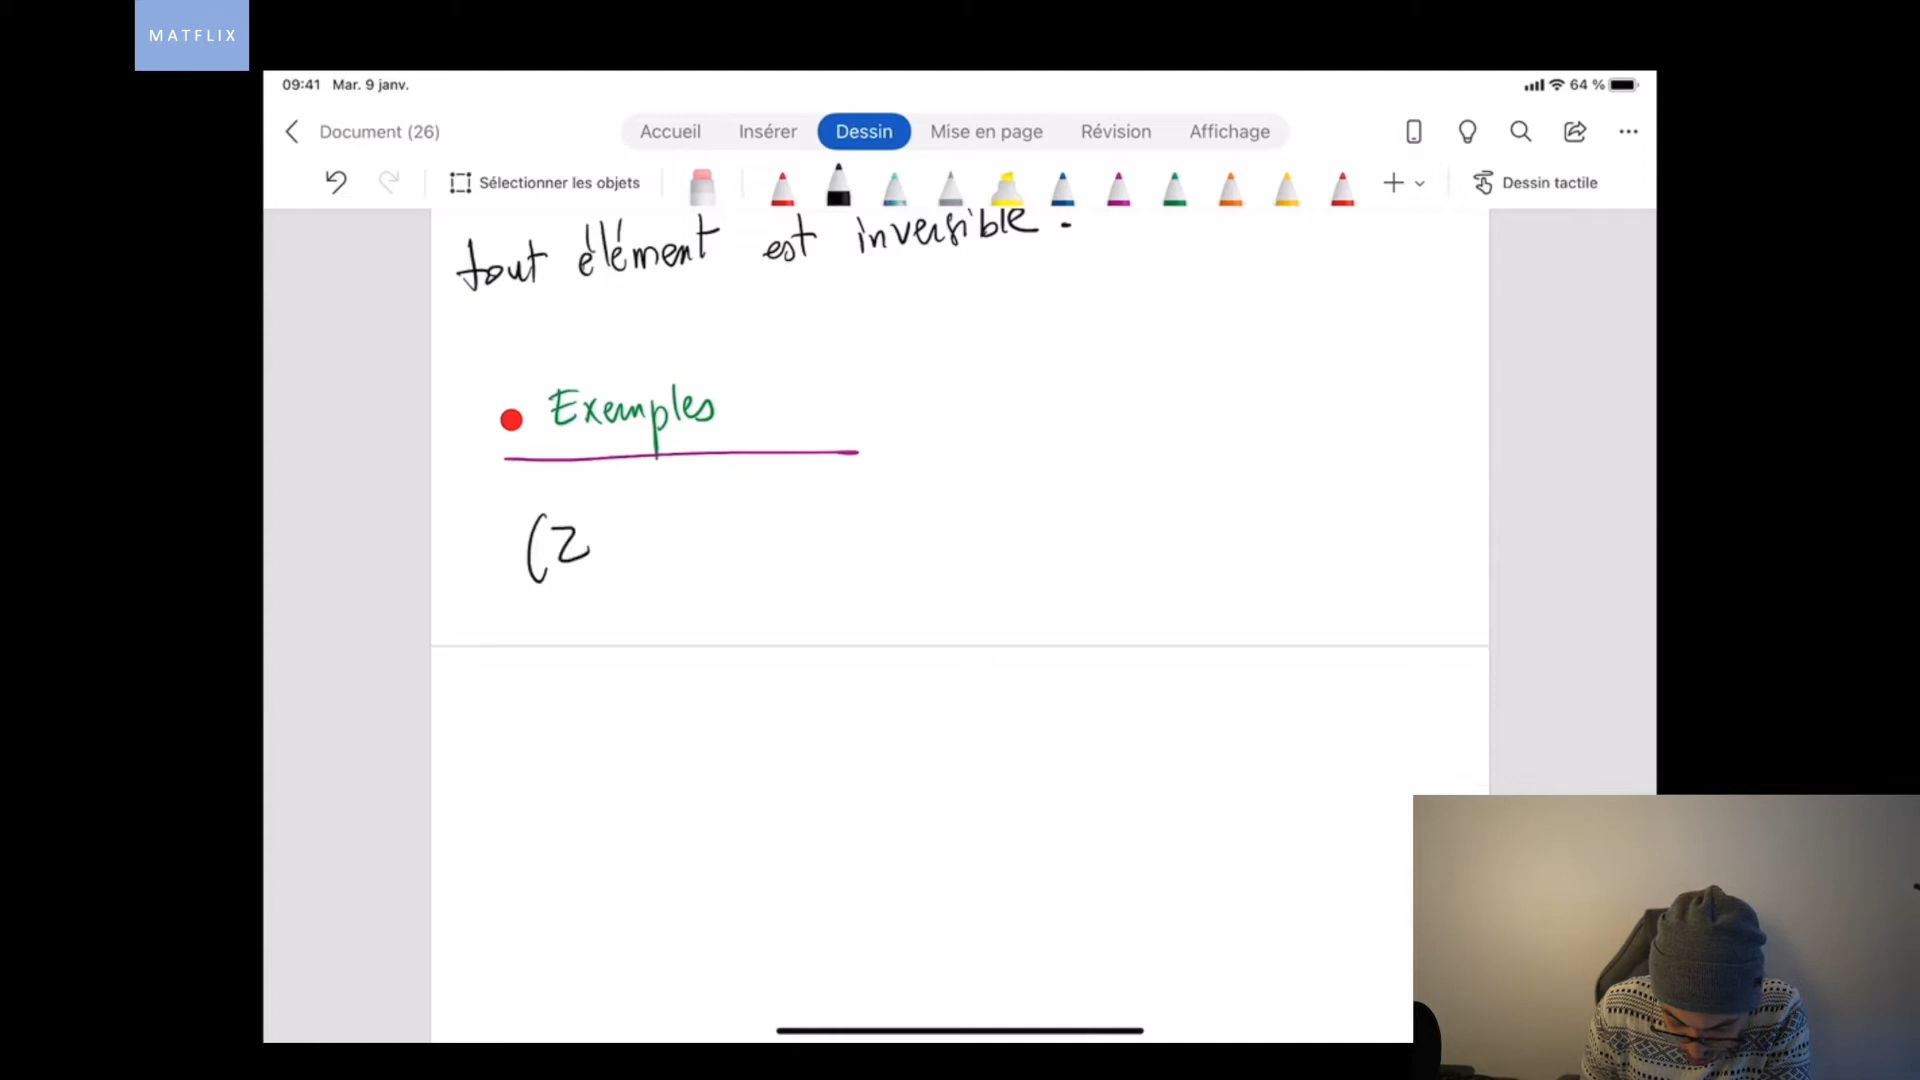 MATFLIX
09:41 Mar. 9 janv.
64 %
Document (26)
Accueil Insérer Dessin Mise en page Révision Affichage
Sélectionner les objets
Dessin tactile
tout élément est inversible.
Exemples
(Z